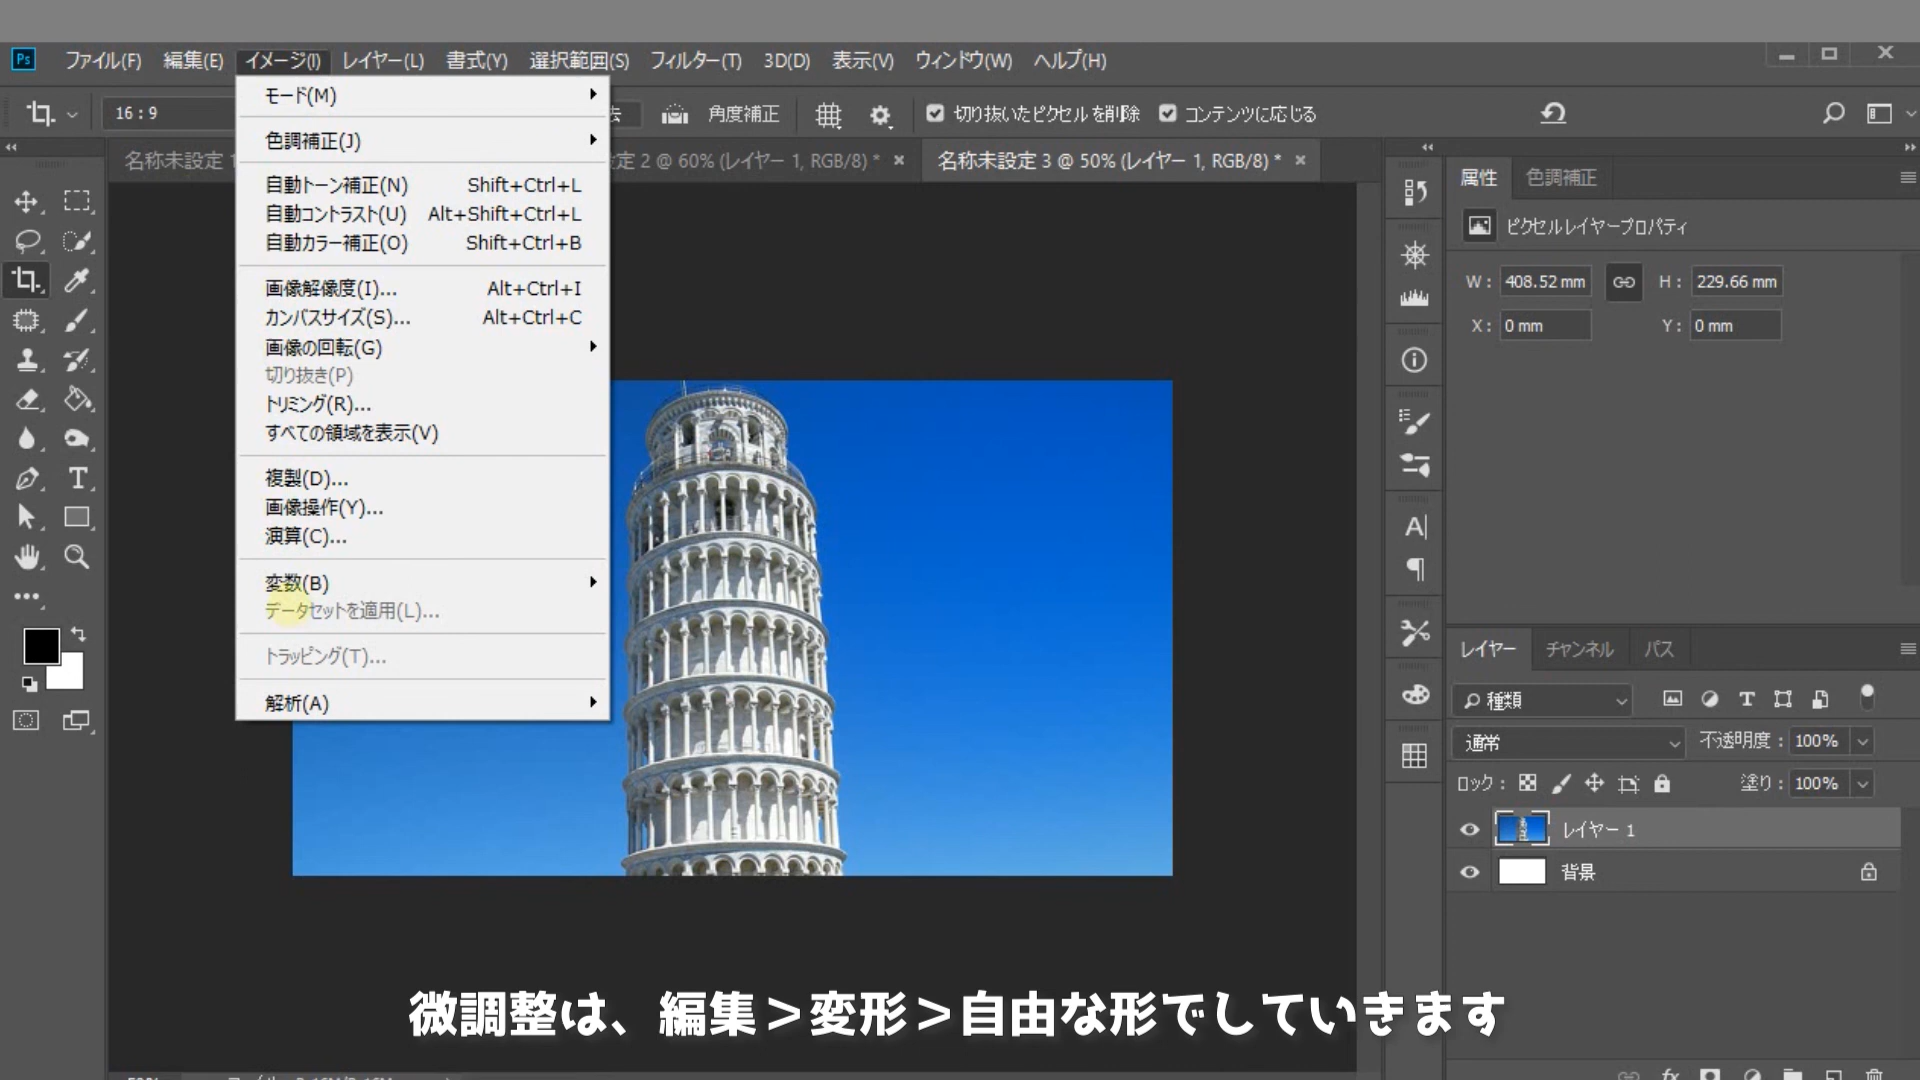 Ps
ファイル(F) 編集(E) イメージ(I) レイヤー(L) 書式(Y) 選択範囲(S) フィルター(T) 3D(D) 表示(V) ウィンドウ(W) ヘルプ(H)
16 : 9
去 角度補正 切り抜いたピクセルを削除 コンテンツに応じる
名称未設定 1
定 2 @ 60% (レイヤー 1, RGB/8) * ×
名称未設定 3 @ 50% (レイヤー 1, RGB/8) * ×
モード(M)
色調補正(J)
自動トーン補正(N) Shift+Ctrl+L
自動コントラスト(U) Alt+Shift+Ctrl+L
自動カラー補正(O) Shift+Ctrl+B
画像解像度(I)... Alt+Ctrl+I
カンバスサイズ(S)... Alt+Ctrl+C
画像の回転(G)
切り抜き(P)
トリミング(R)...
すべての領域を表示(V)
複製(D)...
画像操作(Y)...
演算(C)...
変数(B)
データセットを適用(L)...
トラッピング(T)...
解析(A)
属性 色調補正
ピクセルレイヤープロパティ
W : 408.52 mm H : 229.66 mm
X : 0 mm Y : 0 mm
レイヤー チャンネル パス
種類
通常 不透明度 : 100%
ロック : 塗り : 100%
レイヤー 1
背景
微調整は、編集＞変形＞自由な形でしていきます